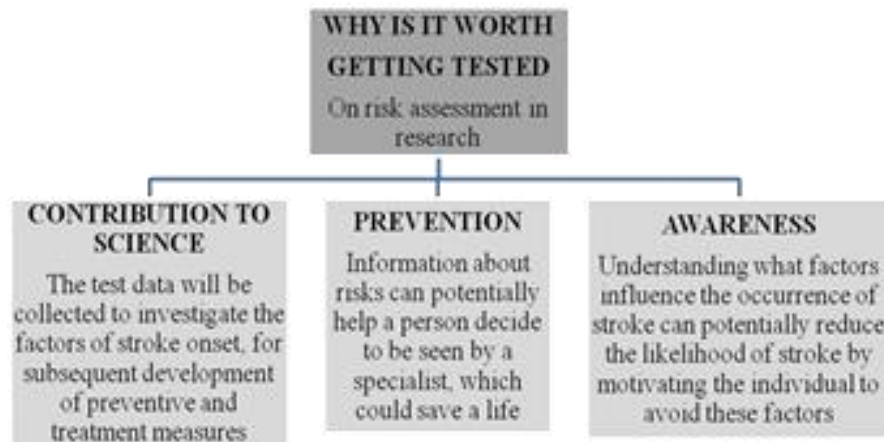 WHY IS IT WORTH
GETTING TESTED
On risk assessment in
research
CONTRIBUTION TO
SCIENCE
The test data will be
collected to investigate the
factors of stroke onset, for
subsequent development
of preventive and
treatment measures
PREVENTION
Information about
risks can potentially
help a person decide
to be seen by a
specialist, which
could save a life
AWARENESS
Understanding what factors
influence the occurrence of
stroke can potentially reduce
the likelihood of stroke by
motivating the individual to
avoid these factors